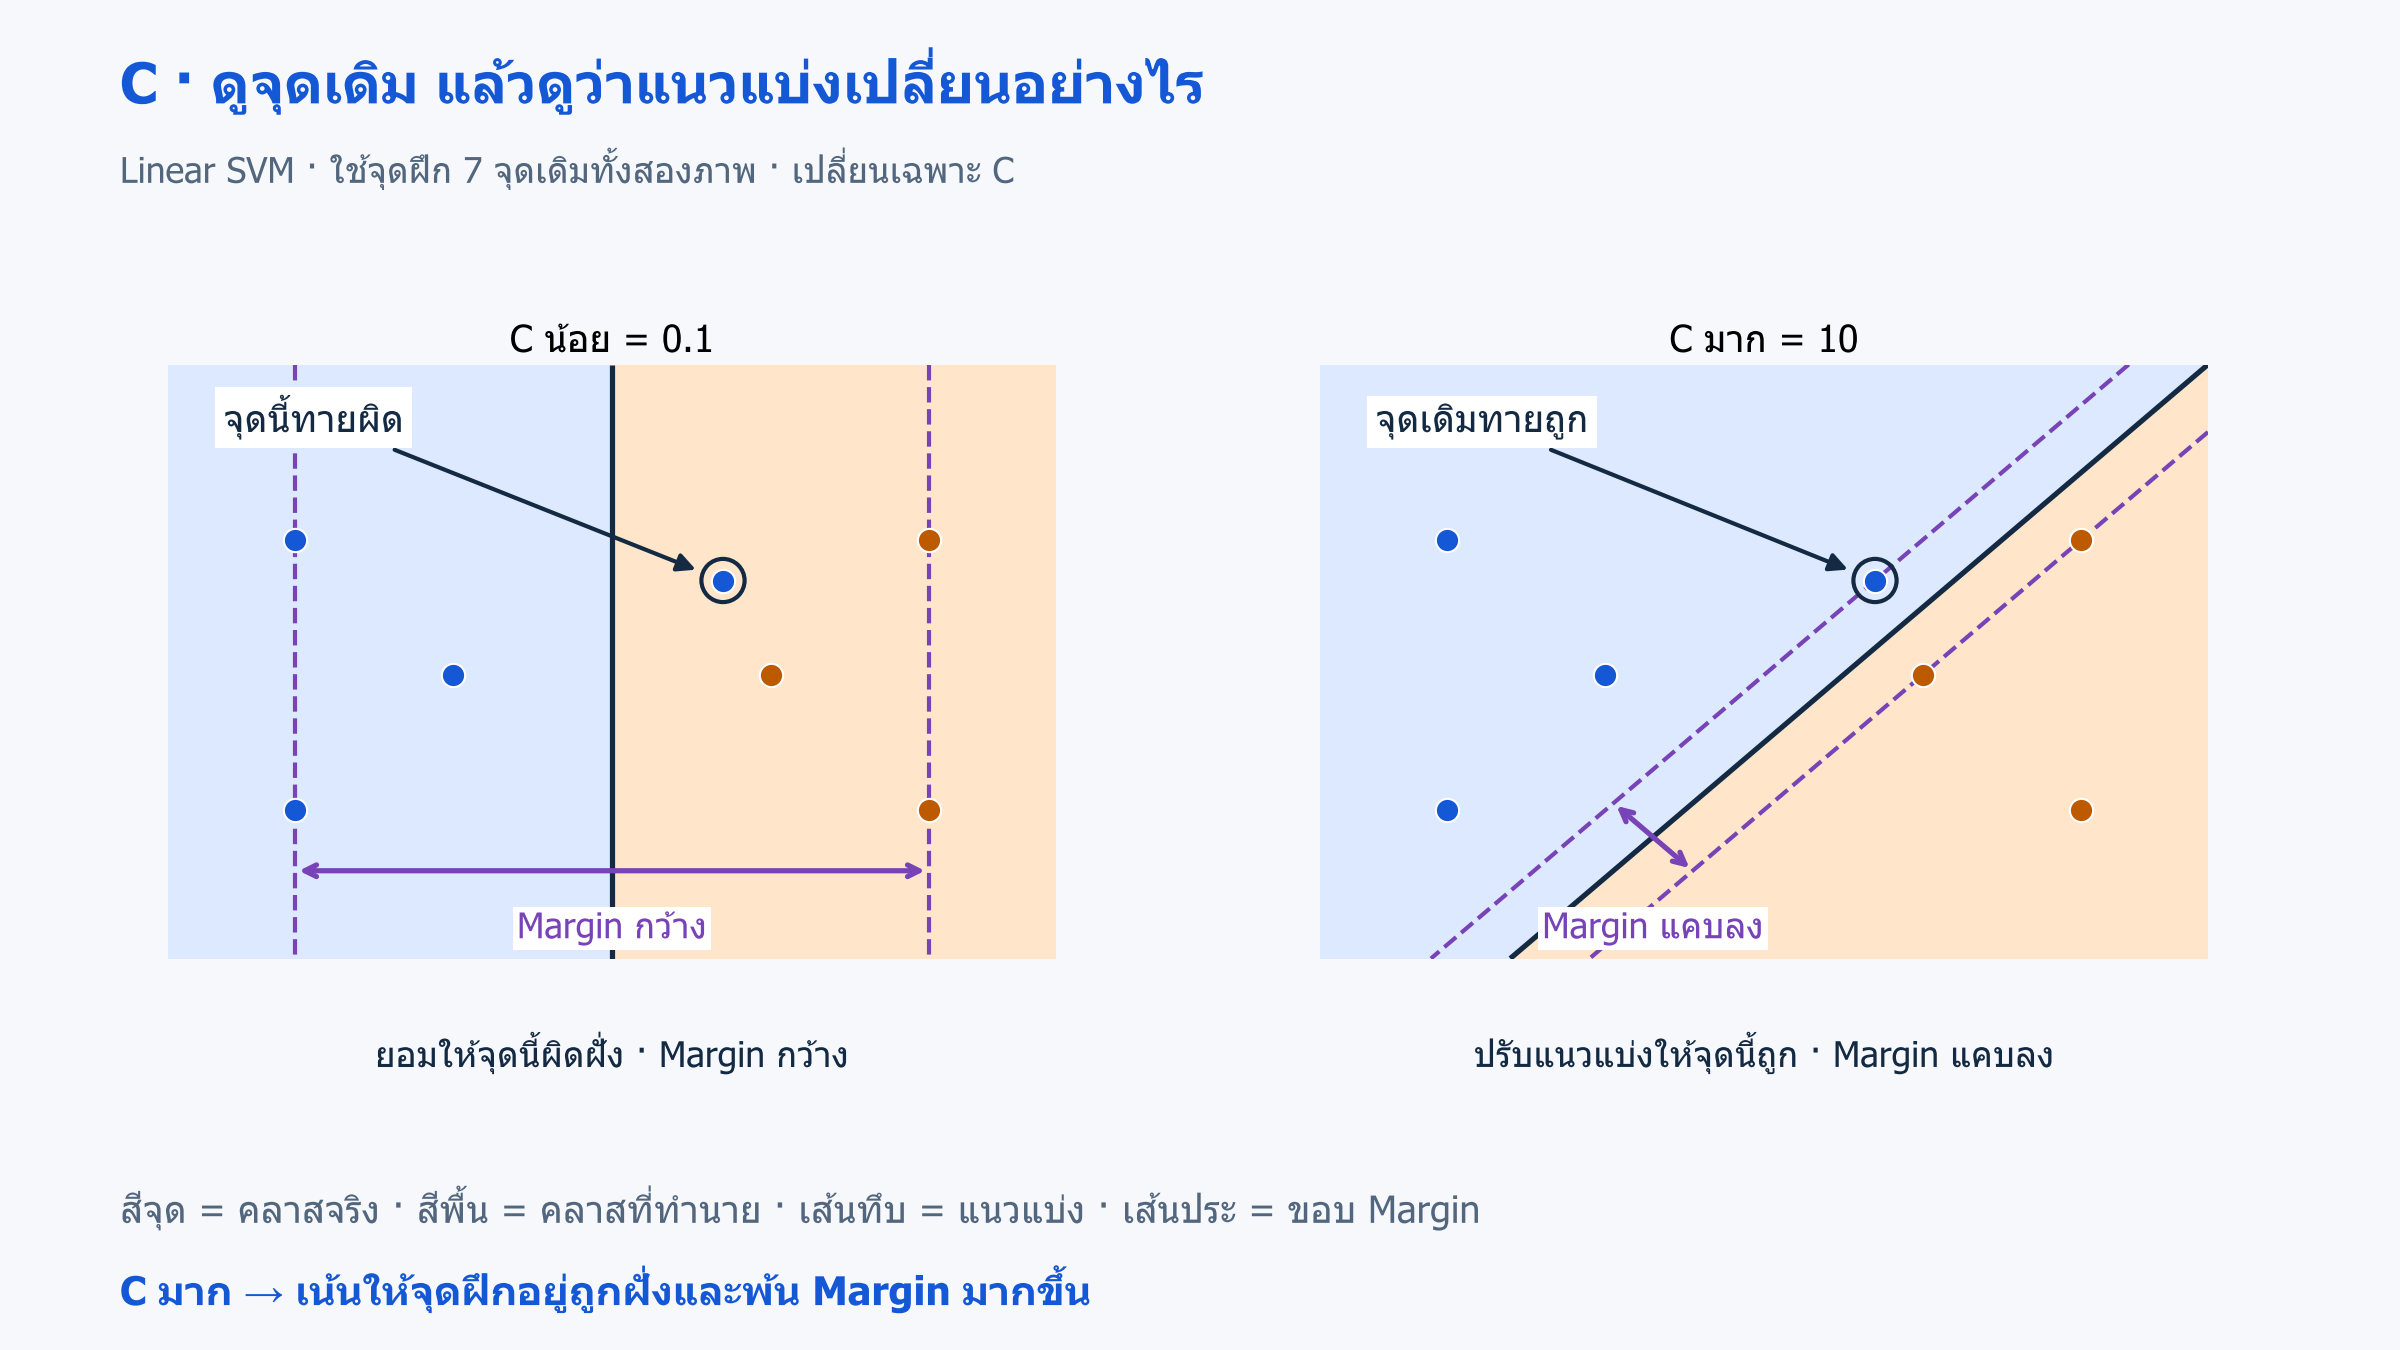 C · ดูจุดเดิม แล้วดูว่าแนวแบ่งเปลี่ยนอย่างไร
Linear SVM · ใช้จุดฝึก 7 จุดเดิมทั้งสองภาพ · เปลี่ยนเฉพาะ C
C น้อย = 0.1
จุดนี้ทายผิด
Margin กว้าง
ยอมให้จุดนี้ผิดฝั่ง · Margin กว้าง
C มาก = 10
จุดเดิมทายถูก
Margin แคบลง
ปรับแนวแบ่งให้จุดนี้ถูก · Margin แคบลง
สีจุด = คลาสจริง · สีพื้น = คลาสที่ทำนาย · เส้นทึบ = แนวแบ่ง · เส้นประ = ขอบ Margin
C มาก → เน้นให้จุดฝึกอยู่ถูกฝั่งและพ้น Margin มากขึ้น